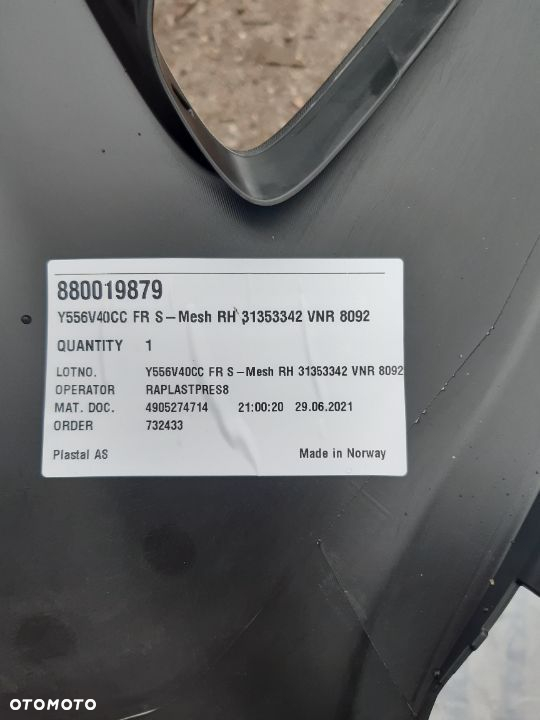 880019879
Y556V40CC FR S-Mesh RH 31353342 VNR 8092
QUANTITY 1
LOTNO. Y556V40CC FR S-Mesh RH 31353342 VNR 8092
OPERATOR RAPLASTPRES8
MAT. DOC. 4905274714 21:00:20 29.06.2021
ORDER 732433
Plastal AS Made in Norway
OTOMOTO